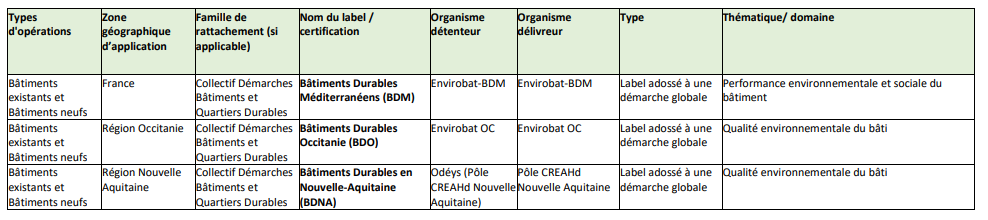 Types d'opérations
Zone géographique d'application
Famille de rattachement (si applicable)
Nom du label / certification
Organisme détenteur
Organisme délivreur
Type
Thématique/ domaine
Bâtiments existants et Bâtiments neufs
France
Collectif Démarches Bâtiments et Quartiers Durables
Bâtiments Durables Méditerranéens (BDM)
Envirobat-BDM
Envirobat-BDM
Label adossé à une démarche globale
Performance environnementale et sociale du bâtiment
Bâtiments existants et Bâtiments neufs
Région Occitanie
Collectif Démarches Bâtiments et Quartiers Durables
Bâtiments Durables Occitanie (BDO)
Envirobat OC
Envirobat OC
Label adossé à une démarche globale
Qualité environnementale du bâti
Bâtiments existants et Bâtiments neufs
Région Nouvelle Aquitaine
Collectif Démarches Bâtiments et Quartiers Durables
Bâtiments Durables en Nouvelle-Aquitaine (BDNA)
Odéys (Pôle CREAHd Nouvelle Aquitaine)
Pôle CREAHd Nouvelle Aquitaine
Label adossé à une démarche globale
Qualité environnementale du bâti